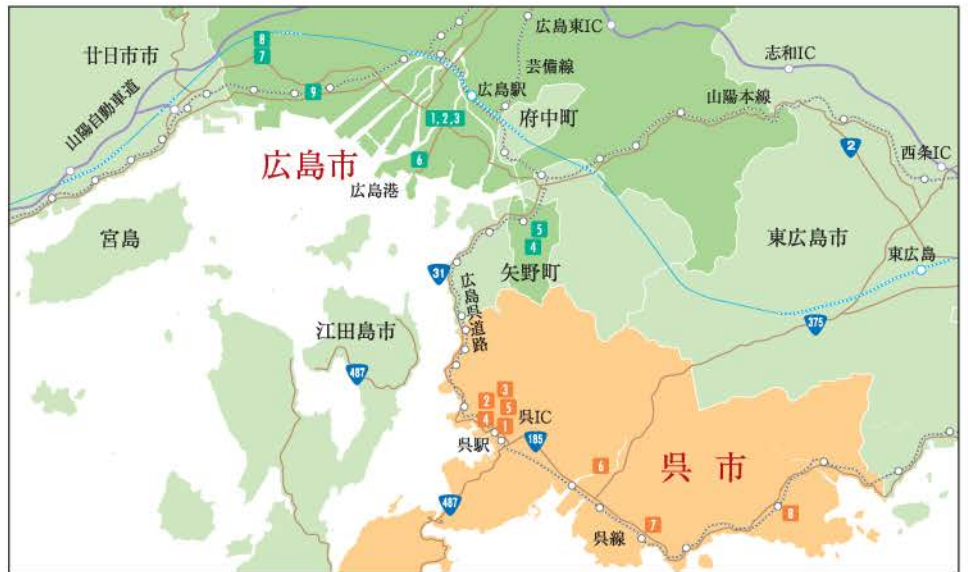 広島東IC
志和IC
廿日市市
8
7
芸備線
山陽自動車道
9
広島駅
山陽本線
府中町
1,2,3
2
西条IC
広島市
6
広島港
宮島
5
4
東広島市
矢野町
31
東広島
広島呉道路
375
江田島市
487
3
2
5
4
1
呉IC
呉駅
185
呉市
6
487
呉線
7
8